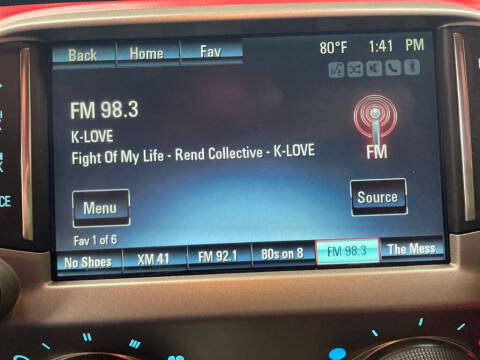 Back Home Fav 80°F 1:41 PM
FM 98.3
K-LOVE
Fight Of My Life - Rend Collective - K-LOVE
FM
Menu Source
Fav 1 of 6
No Shoes XM 41 FM 92.1 80s on 8 FM 98.3 The Mess